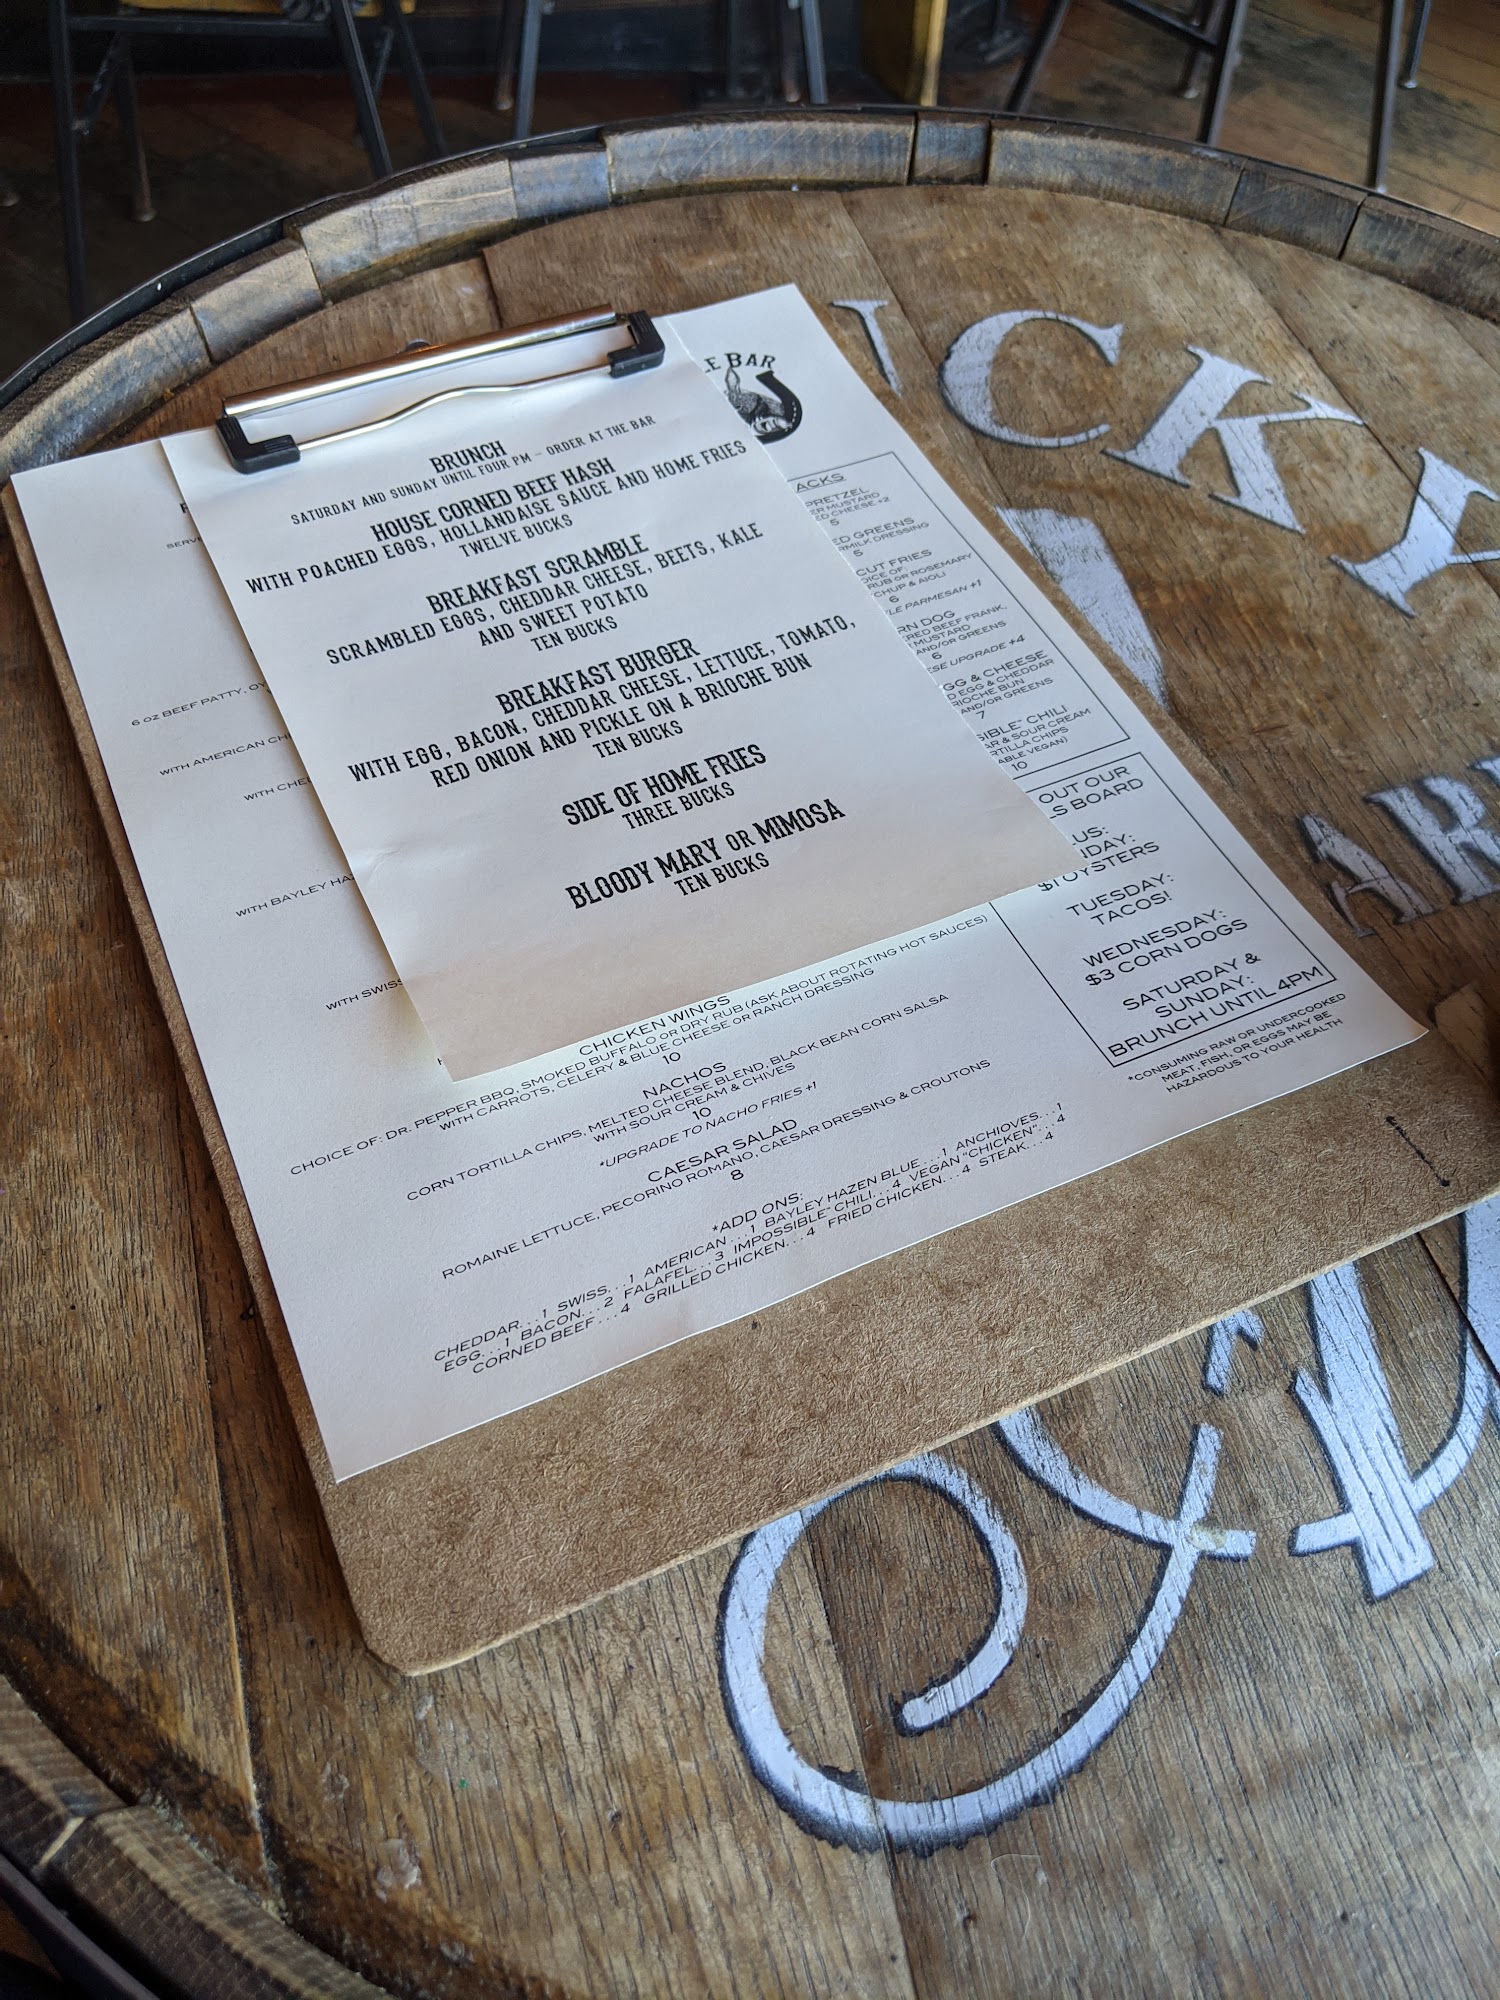 BRUNCH
SATURDAY AND SUNDAY UNTIL FOUR PM – ORDER AT THE BAR
HOUSE CORNED BEEF HASH
WITH POACHED EGGS, HOLLANDAISE SAUCE AND HOME FRIES
TWELVE BUCKS
BREAKFAST SCRAMBLE
SCRAMBLED EGGS, CHEDDAR CHEESE, BEETS, KALE
AND SWEET POTATO
TEN BUCKS
BREAKFAST BURGER
WITH EGG, BACON, CHEDDAR CHEESE, LETTUCE, TOMATO,
RED ONION AND PICKLE ON A BRIOCHE BUN
TEN BUCKS
SIDE OF HOME FRIES
THREE BUCKS
BLOODY MARY OR MIMOSA
TEN BUCKS
6 OZ BEEF PATTY,
WITH AMERICAN
WITH
WITH BAYLEY
WITH SWISS
CHICKEN WINGS
CHOICE OF: DR. PEPPER BBQ, SMOKED BUFFALO OR DRY RUB (ASK ABOUT ROTATING HOT SAUCES)
WITH CARROTS, CELERY & BLUE CHEESE OR RANCH DRESSING
10
NACHOS
CORN TORTILLA CHIPS, MELTED CHEESE BLEND, BLACK BEAN CORN SALSA
WITH SOUR CREAM & CHIVES
10
*UPGRADE TO NACHO FRIES +1
CAESAR SALAD
ROMAINE LETTUCE, PECORINO ROMANO, CAESAR DRESSING & CROUTONS
8
*ADD ONS:
CHEDDAR...1 SWISS...1 AMERICAN...1 BAYLEY HAZEN BLUE...1 ANCHIOVES...1
EGG...1 BACON...2 FALAFEL...3 IMPOSSIBLE" CHILI...4 VEGAN "CHICKEN"...4
CORNED BEEF...4 GRILLED CHICKEN...4 FRIED CHICKEN...4 STEAK...4
LE BAR
ACKS
PRETZEL
ER MUSTARD
ED CHEESE +2
5
ED GREENS
RMILK DRESSING
5
CUT FRIES
OICE OF:
RUB OR ROSEMARY
CHUP & AIOLI
6
LE PARMESAN +1
RN DOG
RED BEEF FRANK,
MUSTARD
AND/OR GREENS
6
ESE UPGRADE +4
GG & CHEESE
D EGG & CHEDDAR
RIOCHE BUN
AND/OR GREENS
7
SIBLE" CHILI
AR & SOUR CREAM
RTILLA CHIPS
ABLE VEGAN)
10
OUT OUR
LS BOARD
US:
NDAY:
$1 OYSTERS
TUESDAY:
TACOS!
WEDNESDAY:
$3 CORN DOGS
SATURDAY &
SUNDAY:
BRUNCH UNTIL 4PM
*CONSUMING RAW OR UNDERCOOKED
MEAT, FISH, OR EGGS MAY BE
HAZARDOUS TO YOUR HEALTH
ICKY